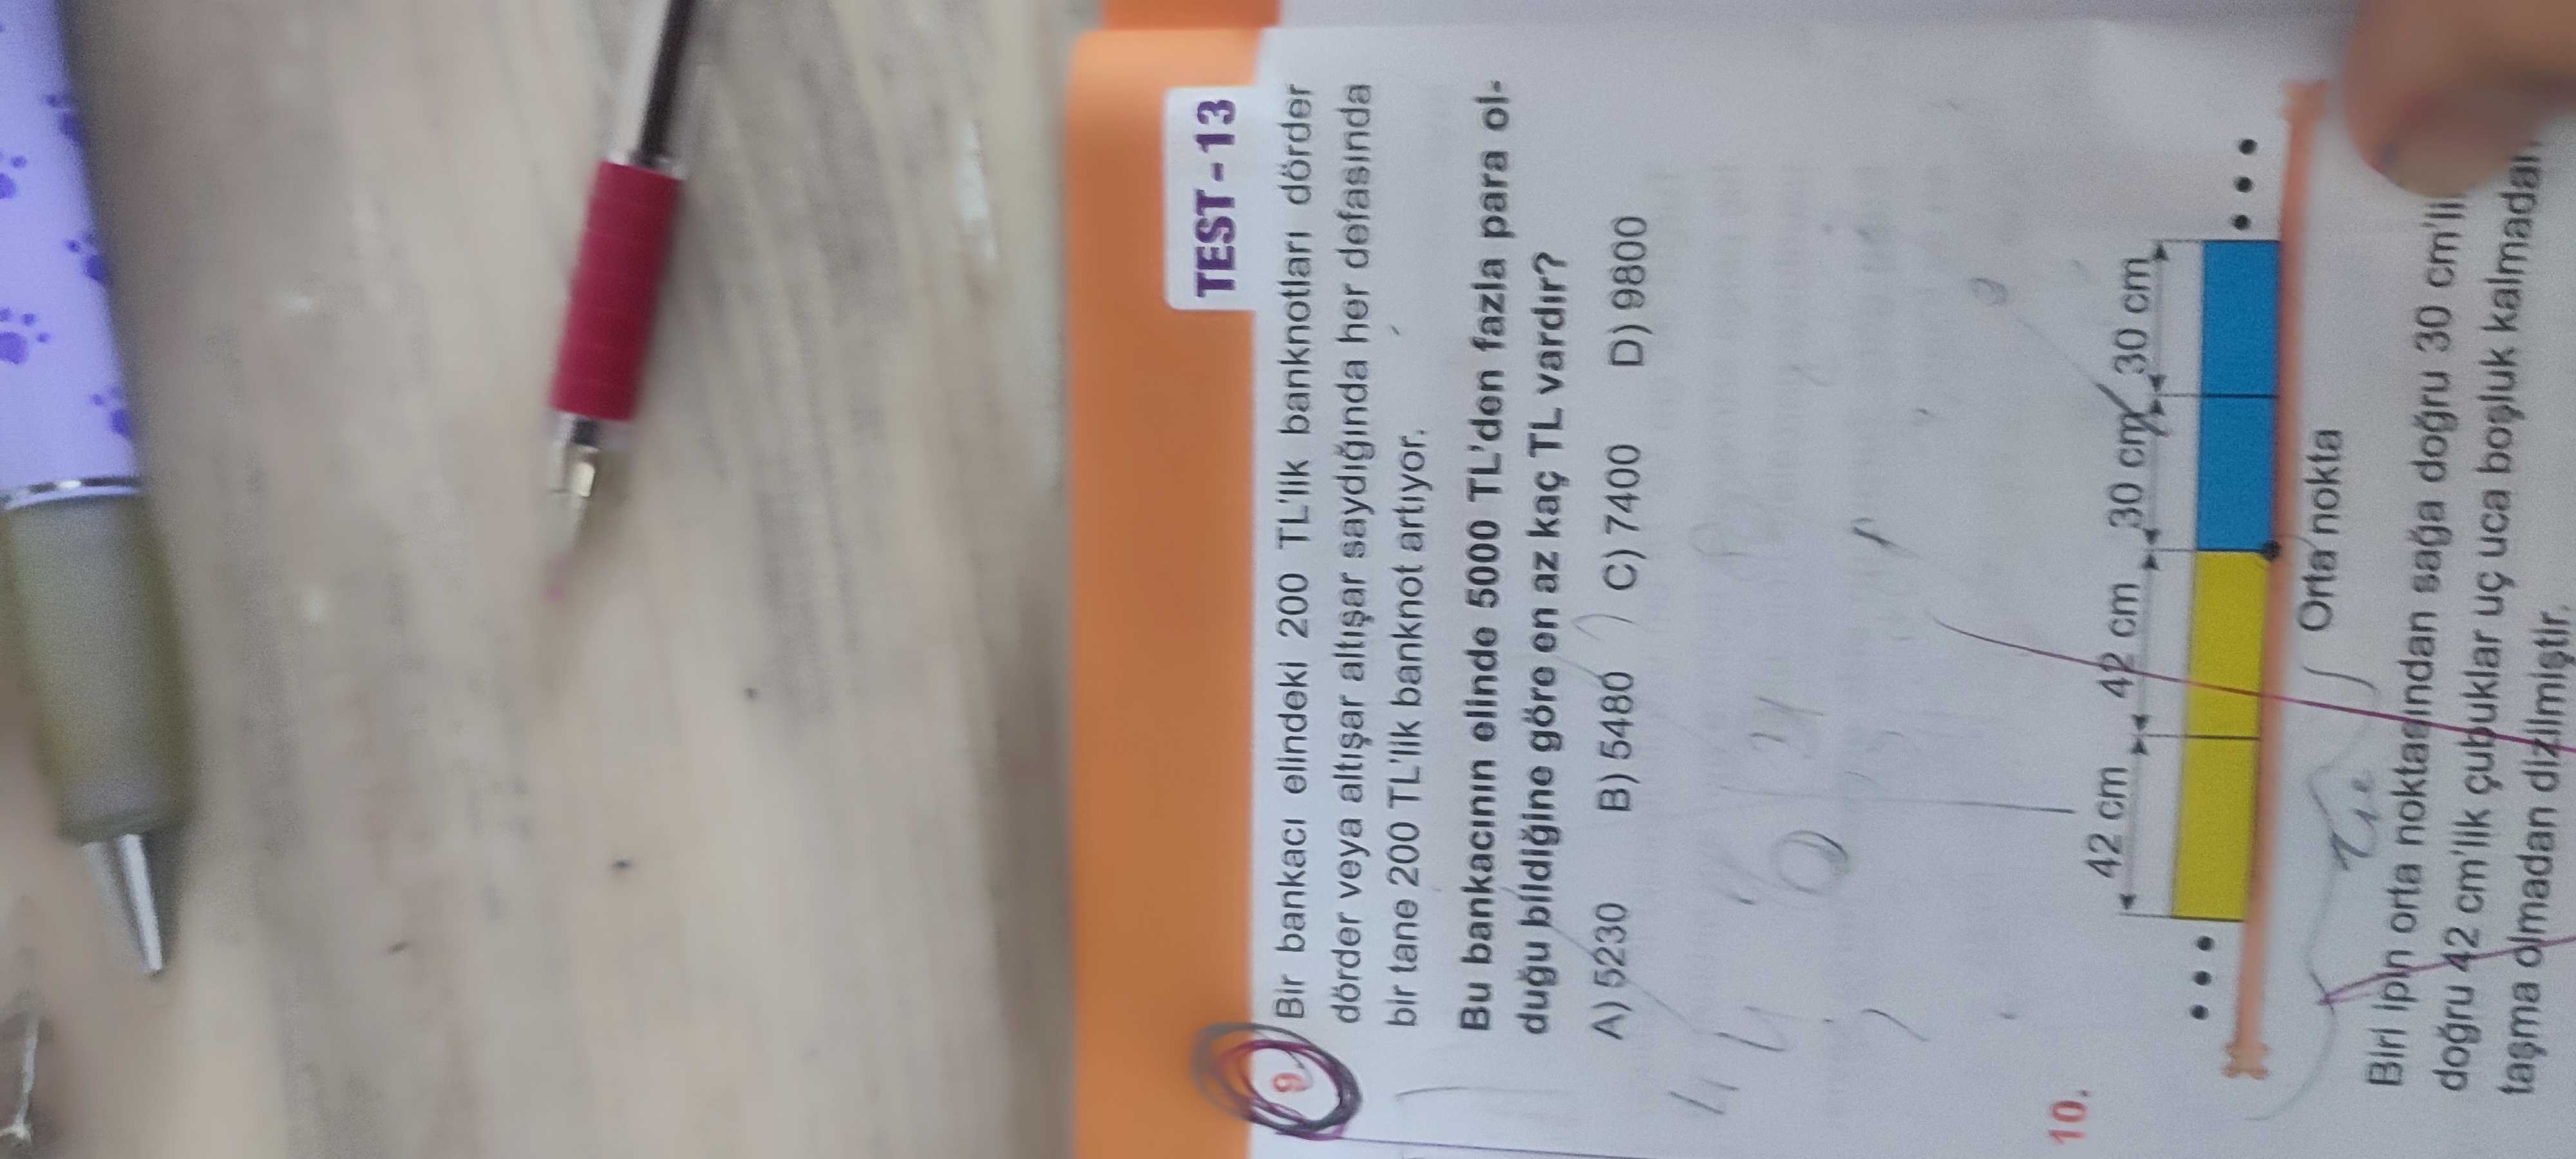 TEST - 13
9.
Bir bankacı elindeki 200 TL'lik banknotları dörder
dörder veya altışar altışar saydığında her defasında
bir tane 200 TL'lik banknot artıyor.
Bu bankacının elinde 5000 TL'den fazla para ol-
duğu bildiğine göre en az kaç TL vardır?
A) 5230 B) 5480 C) 7400 D) 9800
10.
42 cm 42 cm 30 cm 30 cm
Orta nokta
Biri ipin orta noktasından sağa doğru 30 cm'li
doğru 42 cm'lik çubuklar uç uca boşluk kalmadan
taşma olmadan dizilmiştir.